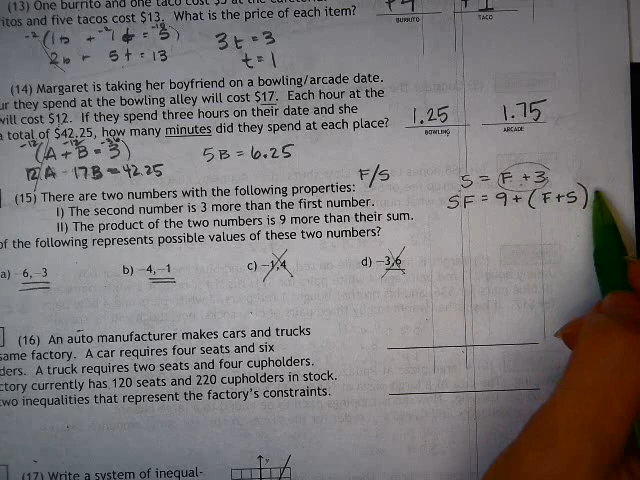 (13) One burrito and one taco cost $5 at the
itos and five tacos cost $13. What is the price of each item?
BURRITO
TACO
5t = 13
3t = 3
t = 1
(14) Margaret is taking her boyfriend on a bowling/arcade date.
ur they spend at the bowling alley will cost $17. Each hour at the
will cost $12. If they spend three hours on their date and she
a total of $42.25, how many minutes did they spend at each place?
1.25
1.75
BOWLING
ARCADE
-12 -12 -36
(A + B = 3)
12A - 17B = 42.25
5B = 6.25
F/S
(15) There are two numbers with the following properties:
I) The second number is 3 more than the first number.
II) The product of the two numbers is 9 more than their sum.
of the following represents possible values of these two numbers?
S = F + 3
SF = 9 + (F + S)
a) -6, -3
b) -4, -1
c) -1, 4
d) -3, 6
(16) An auto manufacturer makes cars and trucks
same factory. A car requires four seats and six
ders. A truck requires two seats and four cupholders.
ctory currently has 120 seats and 220 cupholders in stock.
two inequalities that represent the factory's constraints.
(17) Write a system of inequal-
y